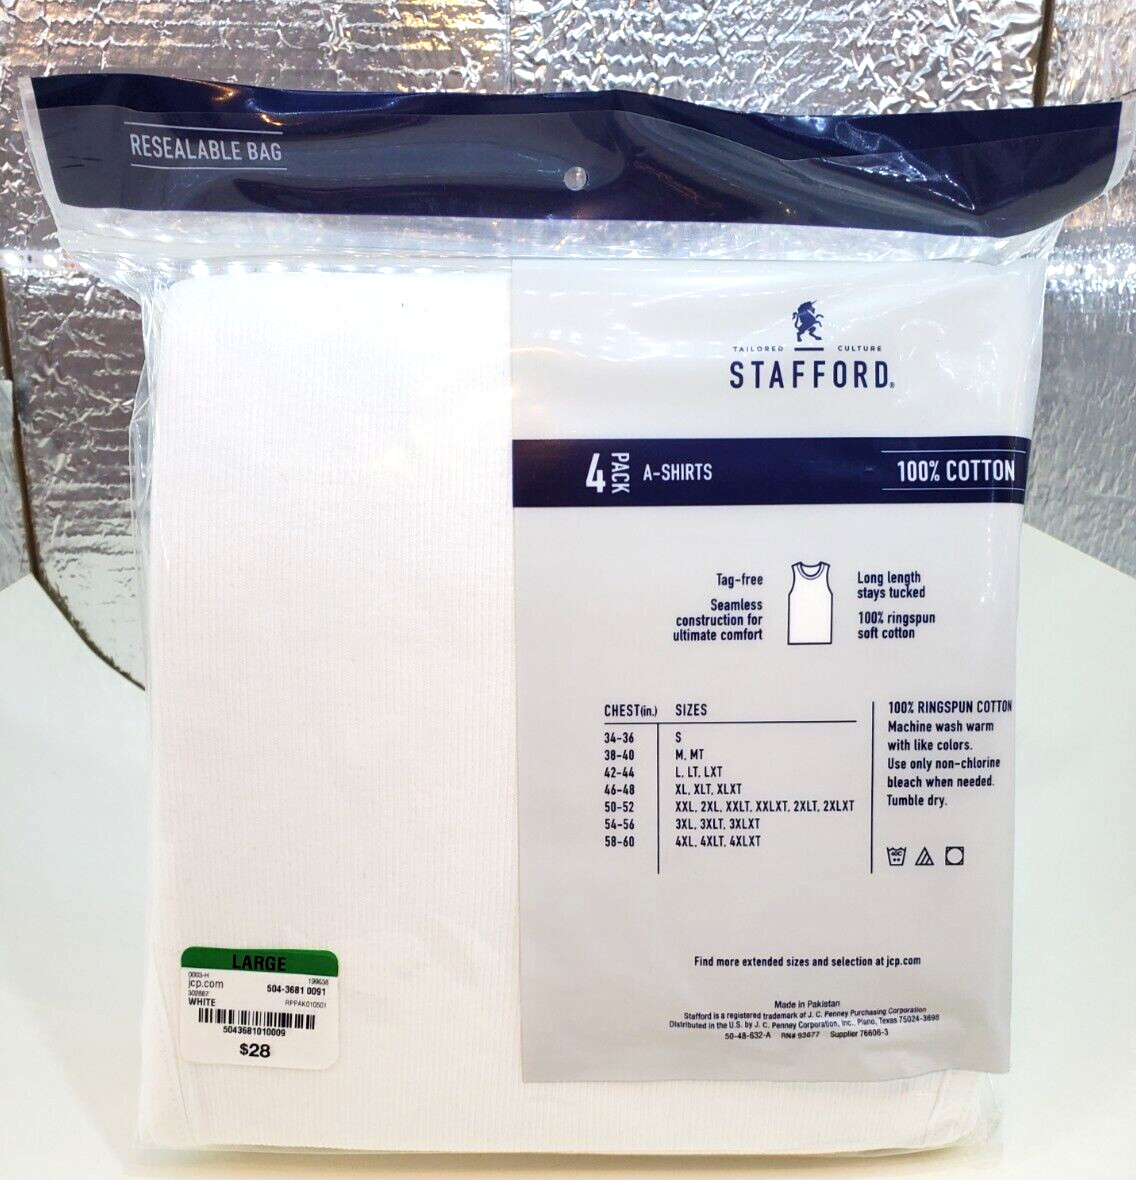 RESEALABLE BAG
TAILORED CULTURE
STAFFORD®
4 PACK A-SHIRTS 100% COTTON
Tag-free
Seamless
construction for
ultimate comfort
Long length
stays tucked
100% ringspun
soft cotton
CHEST(in.) SIZES
34-36 S
38-40 M, MT
42-44 L, LT, LXT
46-48 XL, XLT, XLXT
50-52 XXL, 2XL, XXLT, XXLXT, 2XLT, 2XLXT
54-56 3XL, 3XLT, 3XLXT
58-60 4XL, 4XLT, 4XLXT
100% RINGSPUN COTTON
Machine wash warm
with like colors.
Use only non-chlorine
bleach when needed.
Tumble dry.
Find more extended sizes and selection at jcp.com
Made in Pakistan
Stafford is a registered trademark of J. C. Penney Purchasing Corporation
Distributed in the U.S. by J. C. Penney Corporation, Inc., Plano, Texas 75024-3698
50-48-632-A RN# 93677 Supplier 76606-3
LARGE
0003-H 199638
jcp.com 504-3681 0091
302867
WHITE RPPAK010501
5043681010009
$28